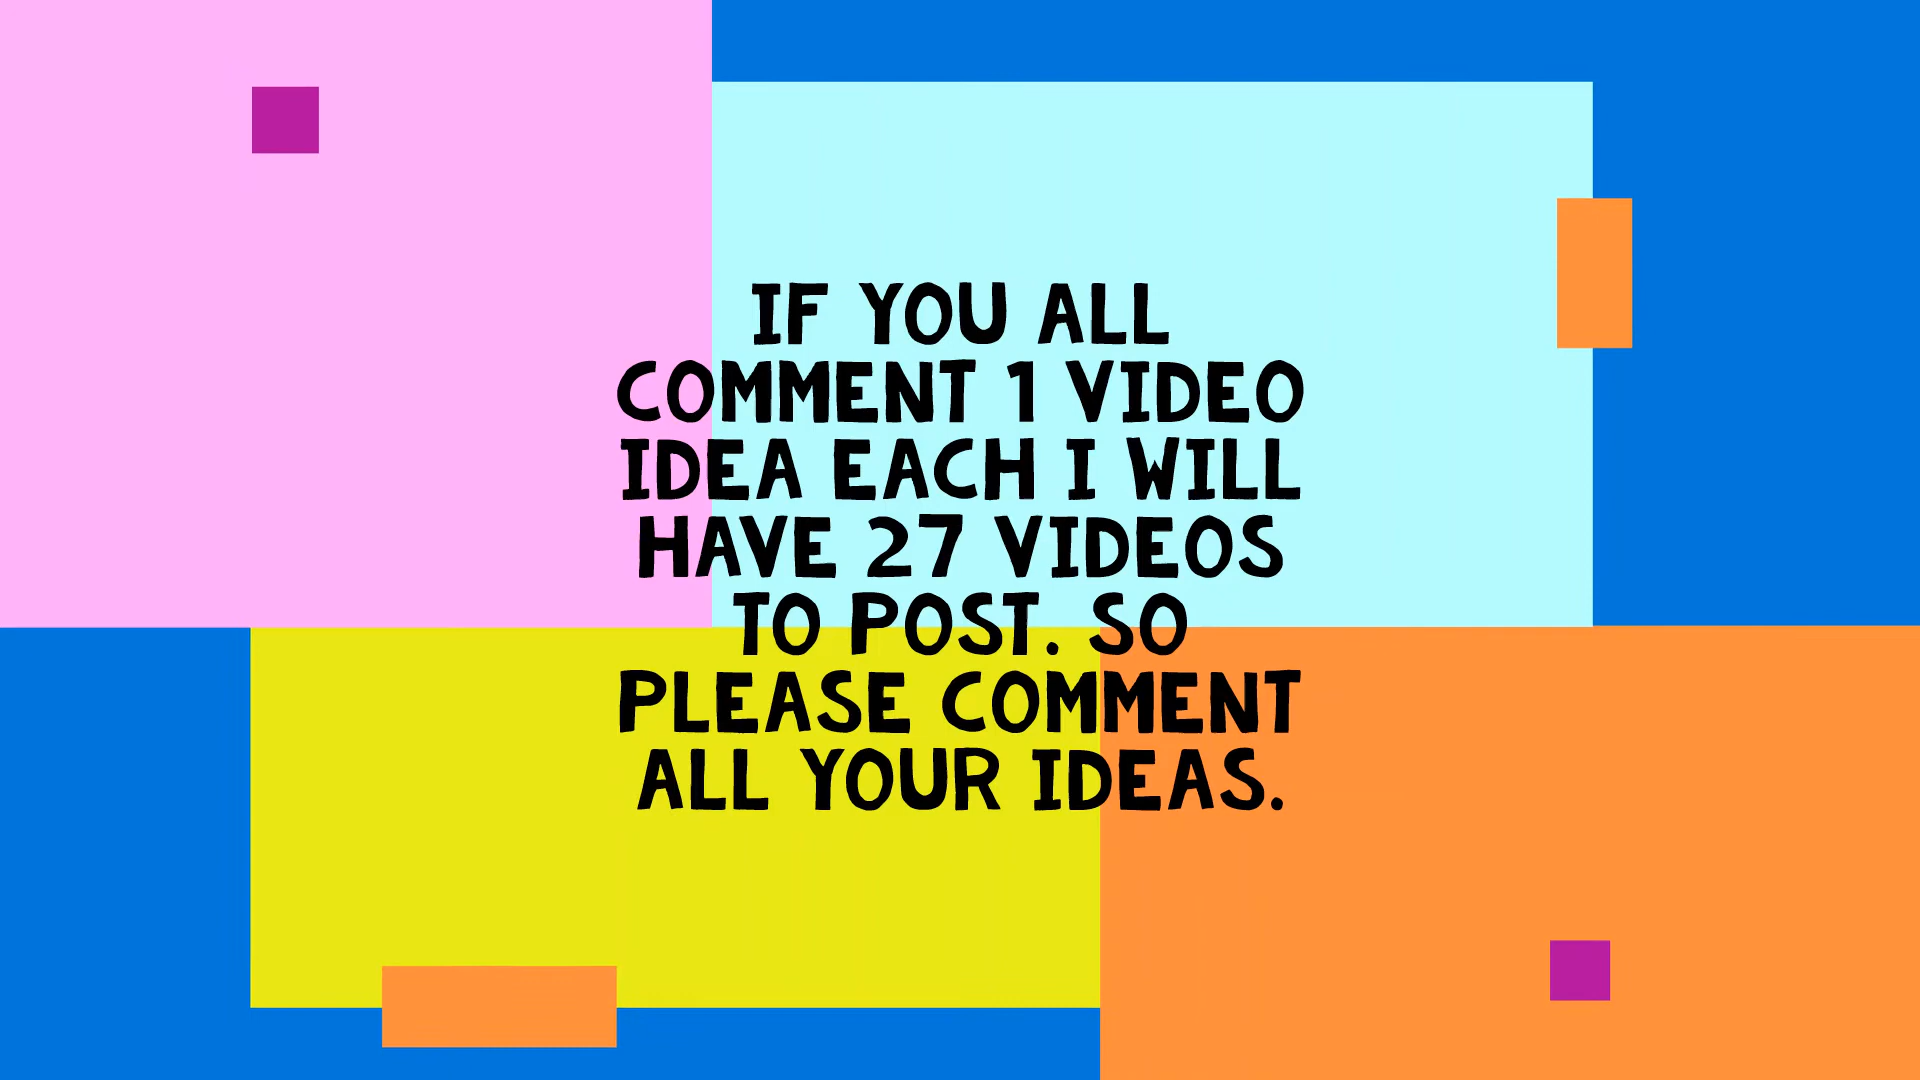 IF YOU ALL
COMMENT 1 VIDEO
IDEA EACH I WILL
HAVE 27 VIDEOS
TO POST. SO
PLEASE COMMENT
ALL YOUR IDEAS.